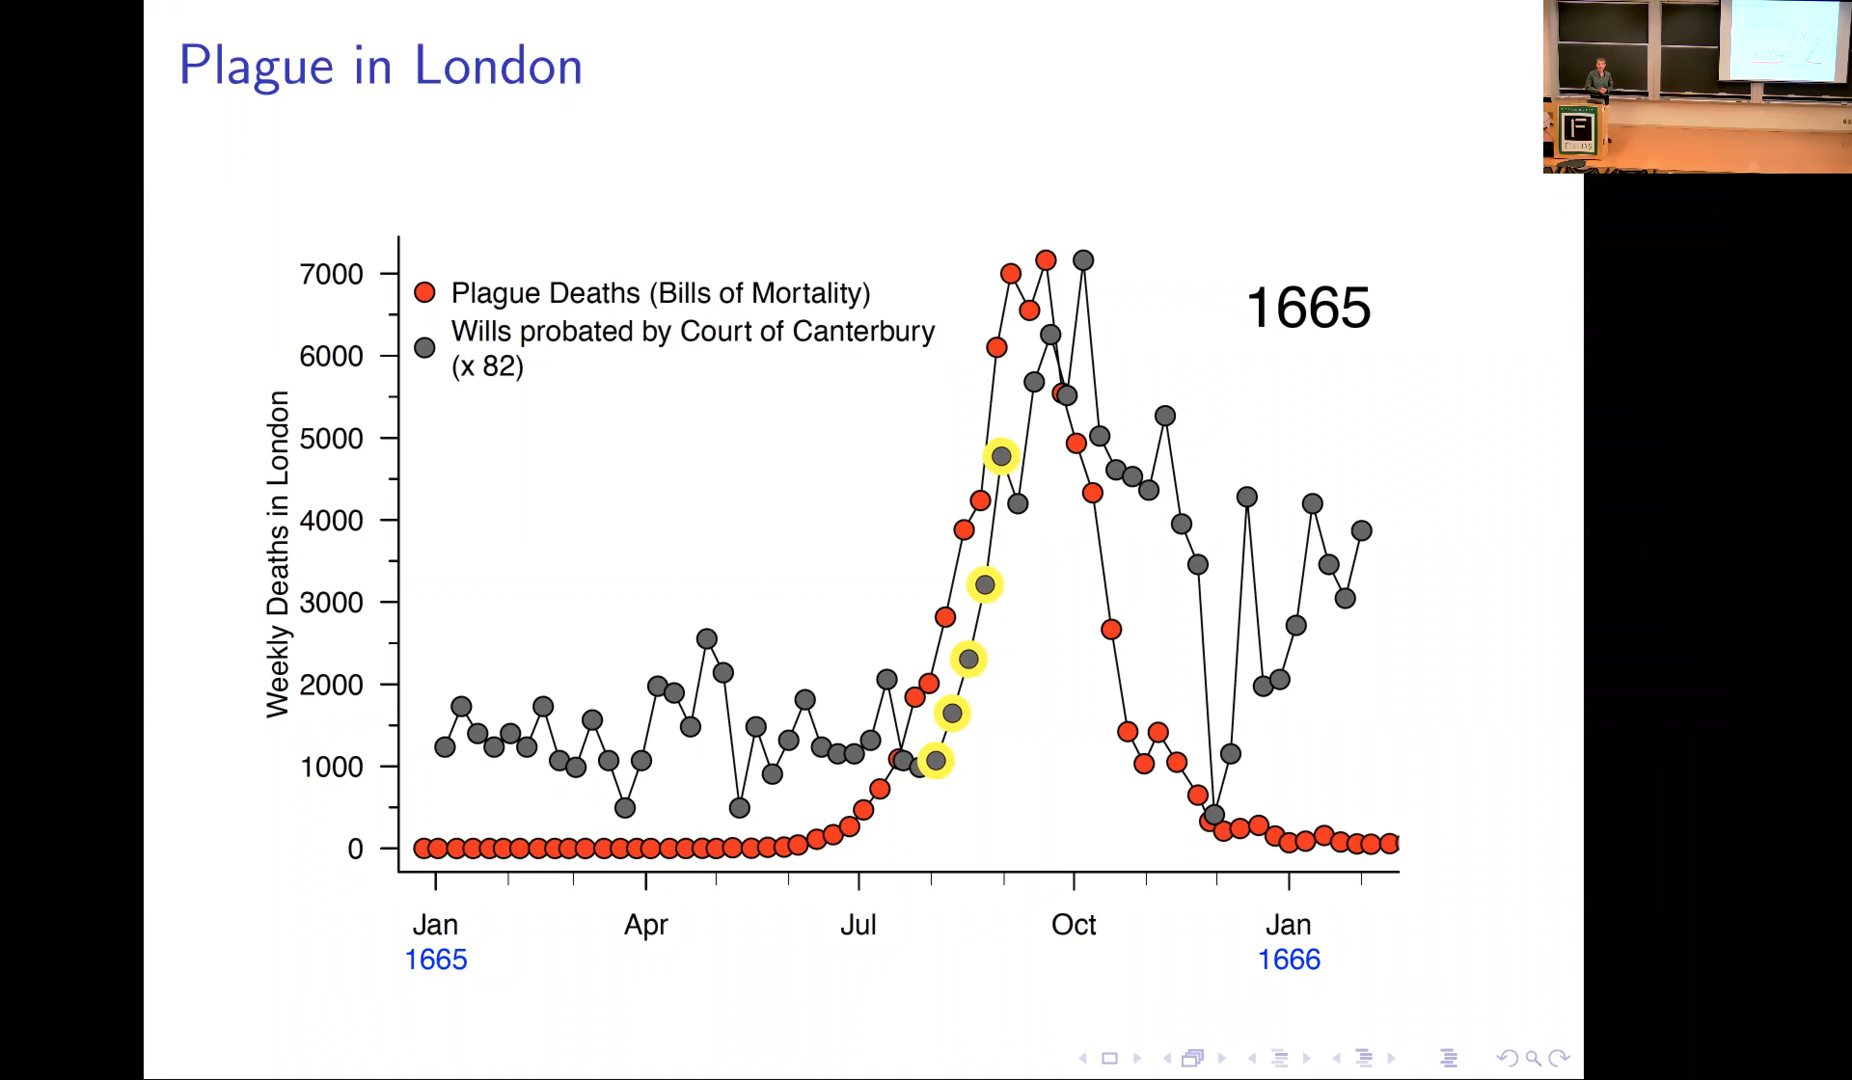 Plague in London
7000
6000
5000
4000
3000
2000
1000
0
Weekly Deaths in London
Plague Deaths (Bills of Mortality)
Wills probated by Court of Canterbury
(x 82)
1665
Jan
Apr
Jul
Oct
Jan
1665
1666
F